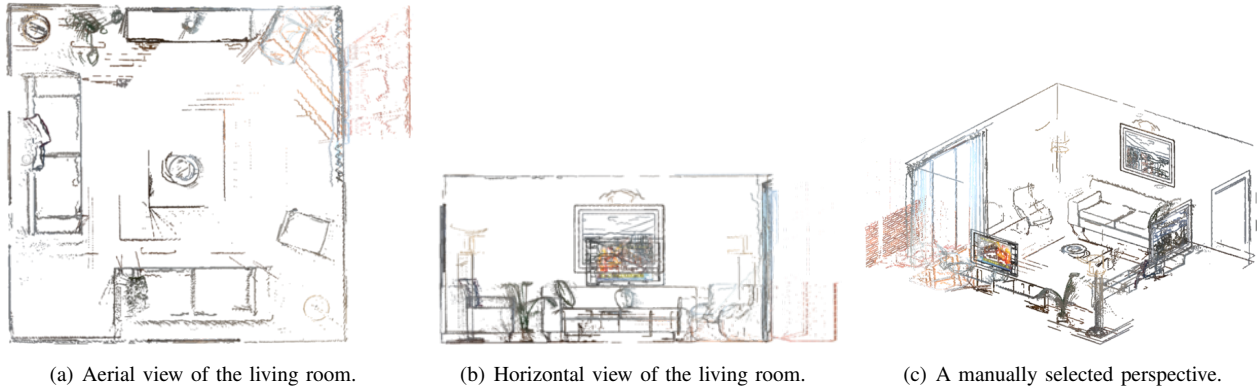 (a) Aerial view of the living room.
(b) Horizontal view of the living room.
(c) A manually selected perspective.